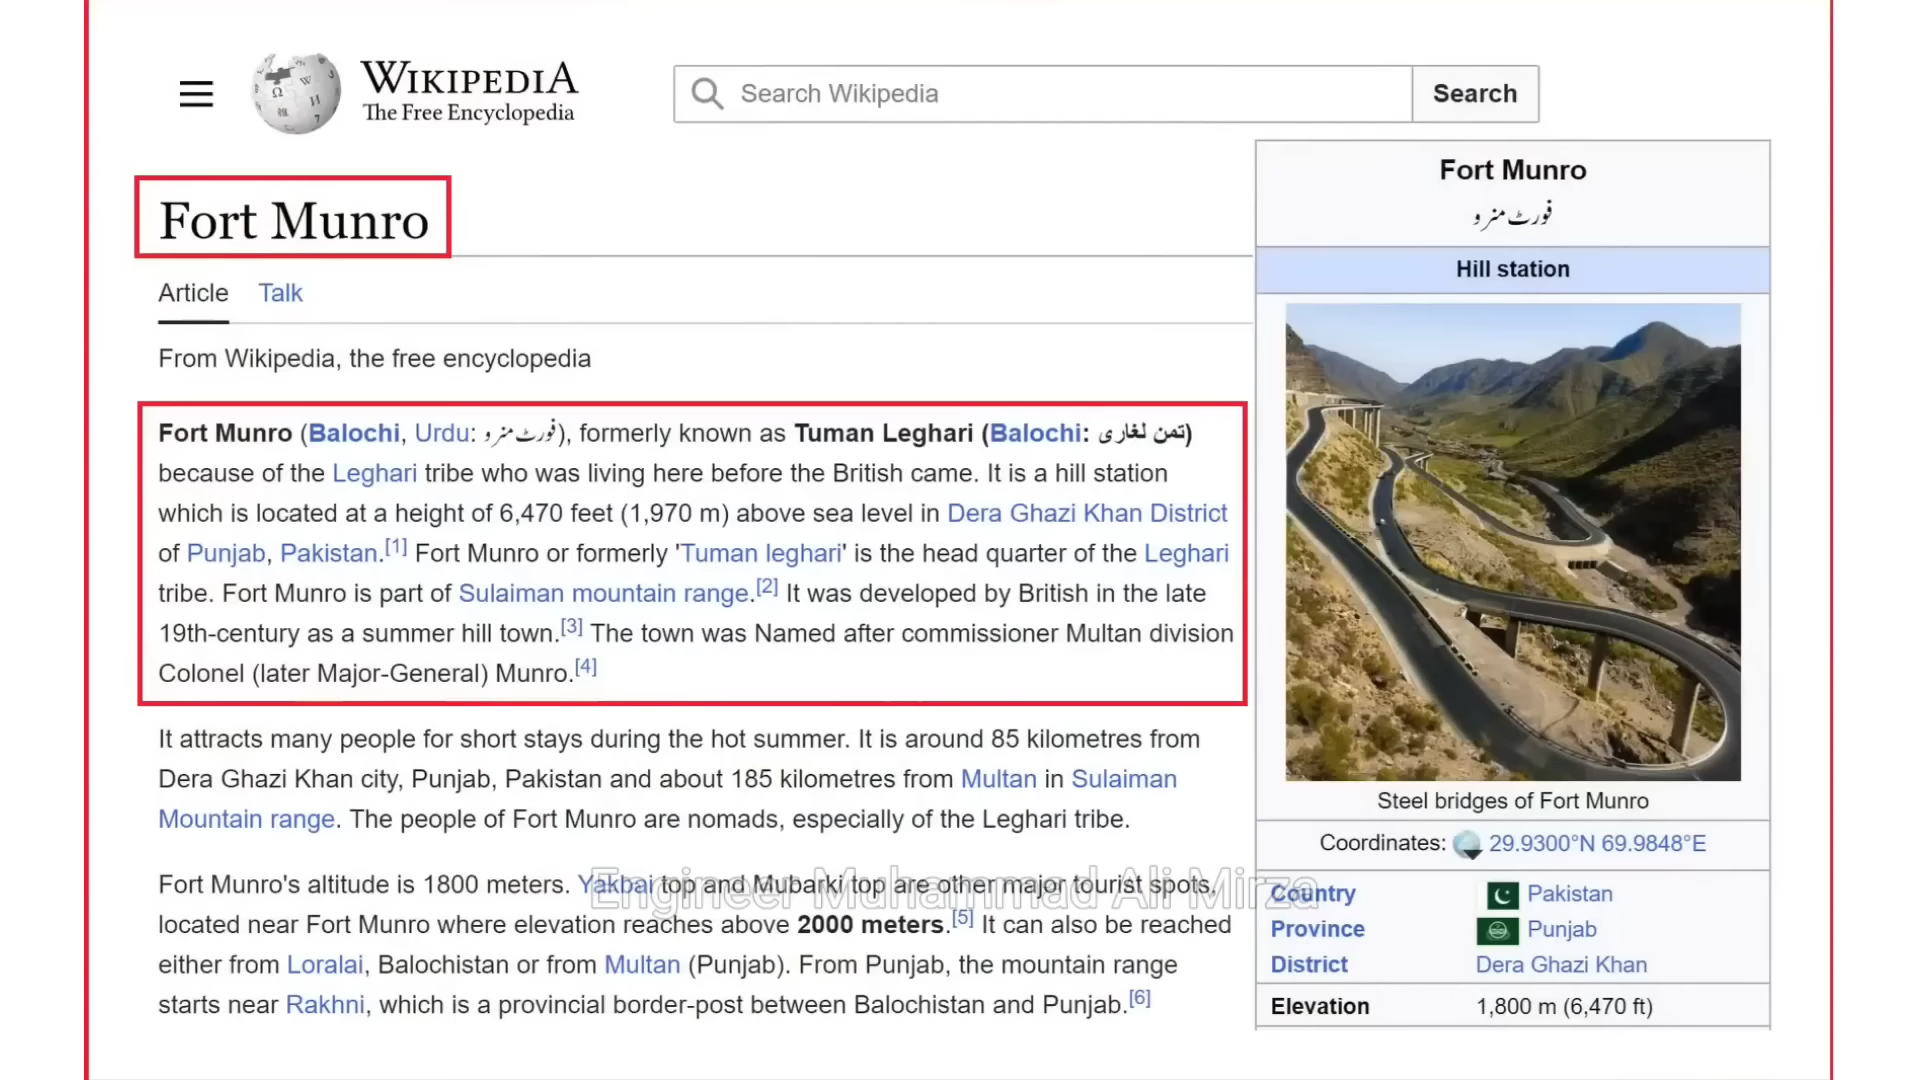 WIKIPEDIA
The Free Encyclopedia
Search Wikipedia
Search
Fort Munro
Article Talk
From Wikipedia, the free encyclopedia
Fort Munro (Balochi, Urdu: فورٹ منرو), formerly known as Tuman Leghari (Balochi: تمن لغاری)
because of the Leghari tribe who was living here before the British came. It is a hill station
which is located at a height of 6,470 feet (1,970 m) above sea level in Dera Ghazi Khan District
of Punjab, Pakistan.[1] Fort Munro or formerly 'Tuman leghari' is the head quarter of the Leghari
tribe. Fort Munro is part of Sulaiman mountain range.[2] It was developed by British in the late
19th-century as a summer hill town.[3] The town was Named after commissioner Multan division
Colonel (later Major-General) Munro.[4]
It attracts many people for short stays during the hot summer. It is around 85 kilometres from
Dera Ghazi Khan city, Punjab, Pakistan and about 185 kilometres from Multan in Sulaiman
Mountain range. The people of Fort Munro are nomads, especially of the Leghari tribe.
Fort Munro's altitude is 1800 meters. Yakbai top and Mubarki top are other major tourist spots,
located near Fort Munro where elevation reaches above 2000 meters.[5] It can also be reached
either from Loralai, Balochistan or from Multan (Punjab). From Punjab, the mountain range
starts near Rakhni, which is a provincial border-post between Balochistan and Punjab.[6]
Engineer Muhammad Ali Mirza
Fort Munro
فورٹ منرو
Hill station
Steel bridges of Fort Munro
Coordinates: 29.9300°N 69.9848°E
Country Pakistan
Province Punjab
District Dera Ghazi Khan
Elevation 1,800 m (6,470 ft)